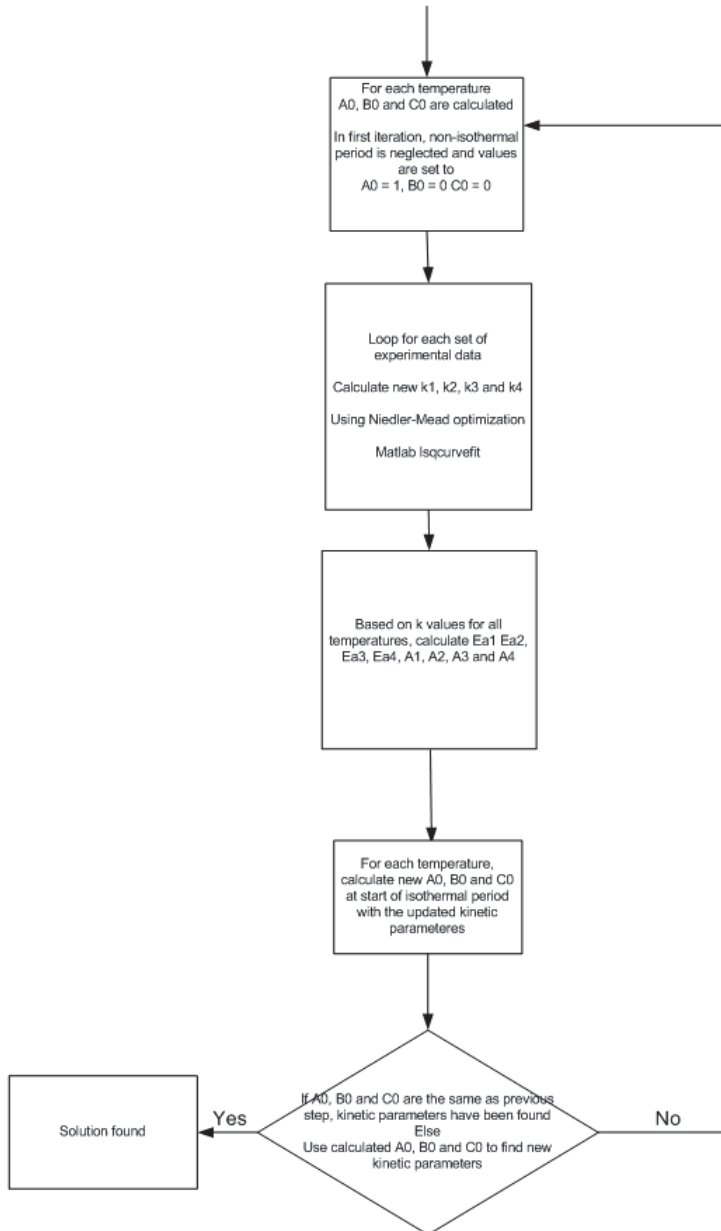 For each temperature
A0, B0 and C0 are calculated
In first iteration, non-isothermal
period is neglected and values
are set to
A0 = 1, B0 = 0 C0 = 0
Loop for each set of
experimental data
Calculate new k1, k2, k3 and k4
Using Niedler-Mead optimization
Matlab lsqcurvefit
Based on k values for all
temperatures, calculate Ea1 Ea2,
Ea3, Ea4, A1, A2, A3 and A4
For each temperature,
calculate new A0, B0 and C0
at start of isothermal period
with the updated kinetic
parameteres
If A0, B0 and C0 are the same as previous
step, kinetic parameters have been found
Else
Use calculated A0, B0 and C0 to find new
kinetic parameters
Yes
No
Solution found